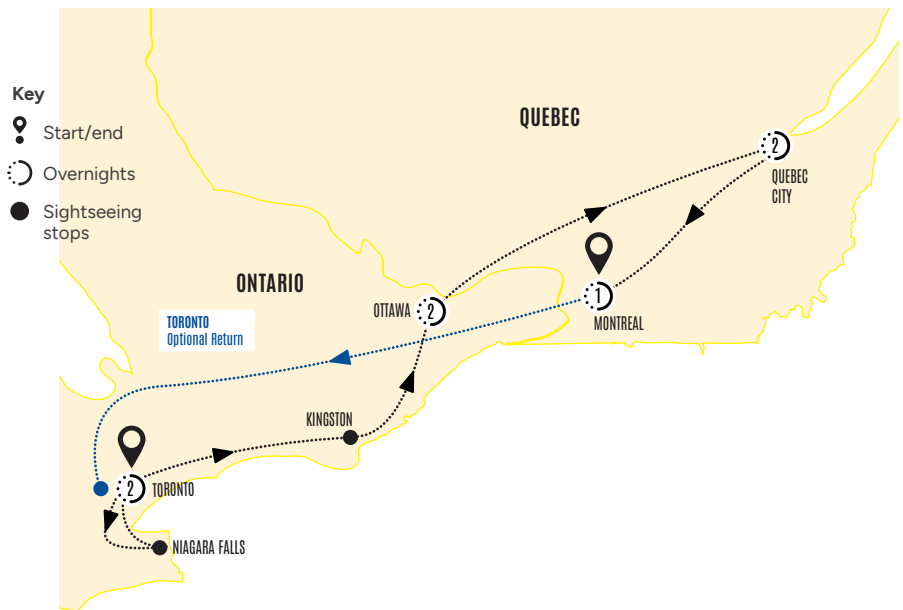 Key
Start/end
Overnights
Sightseeing
stops
QUEBEC
2
QUEBEC
CITY
ONTARIO
OTTAWA 2
1
MONTREAL
TORONTO
Optional Return
KINGSTON
2 TORONTO
NIAGARA FALLS